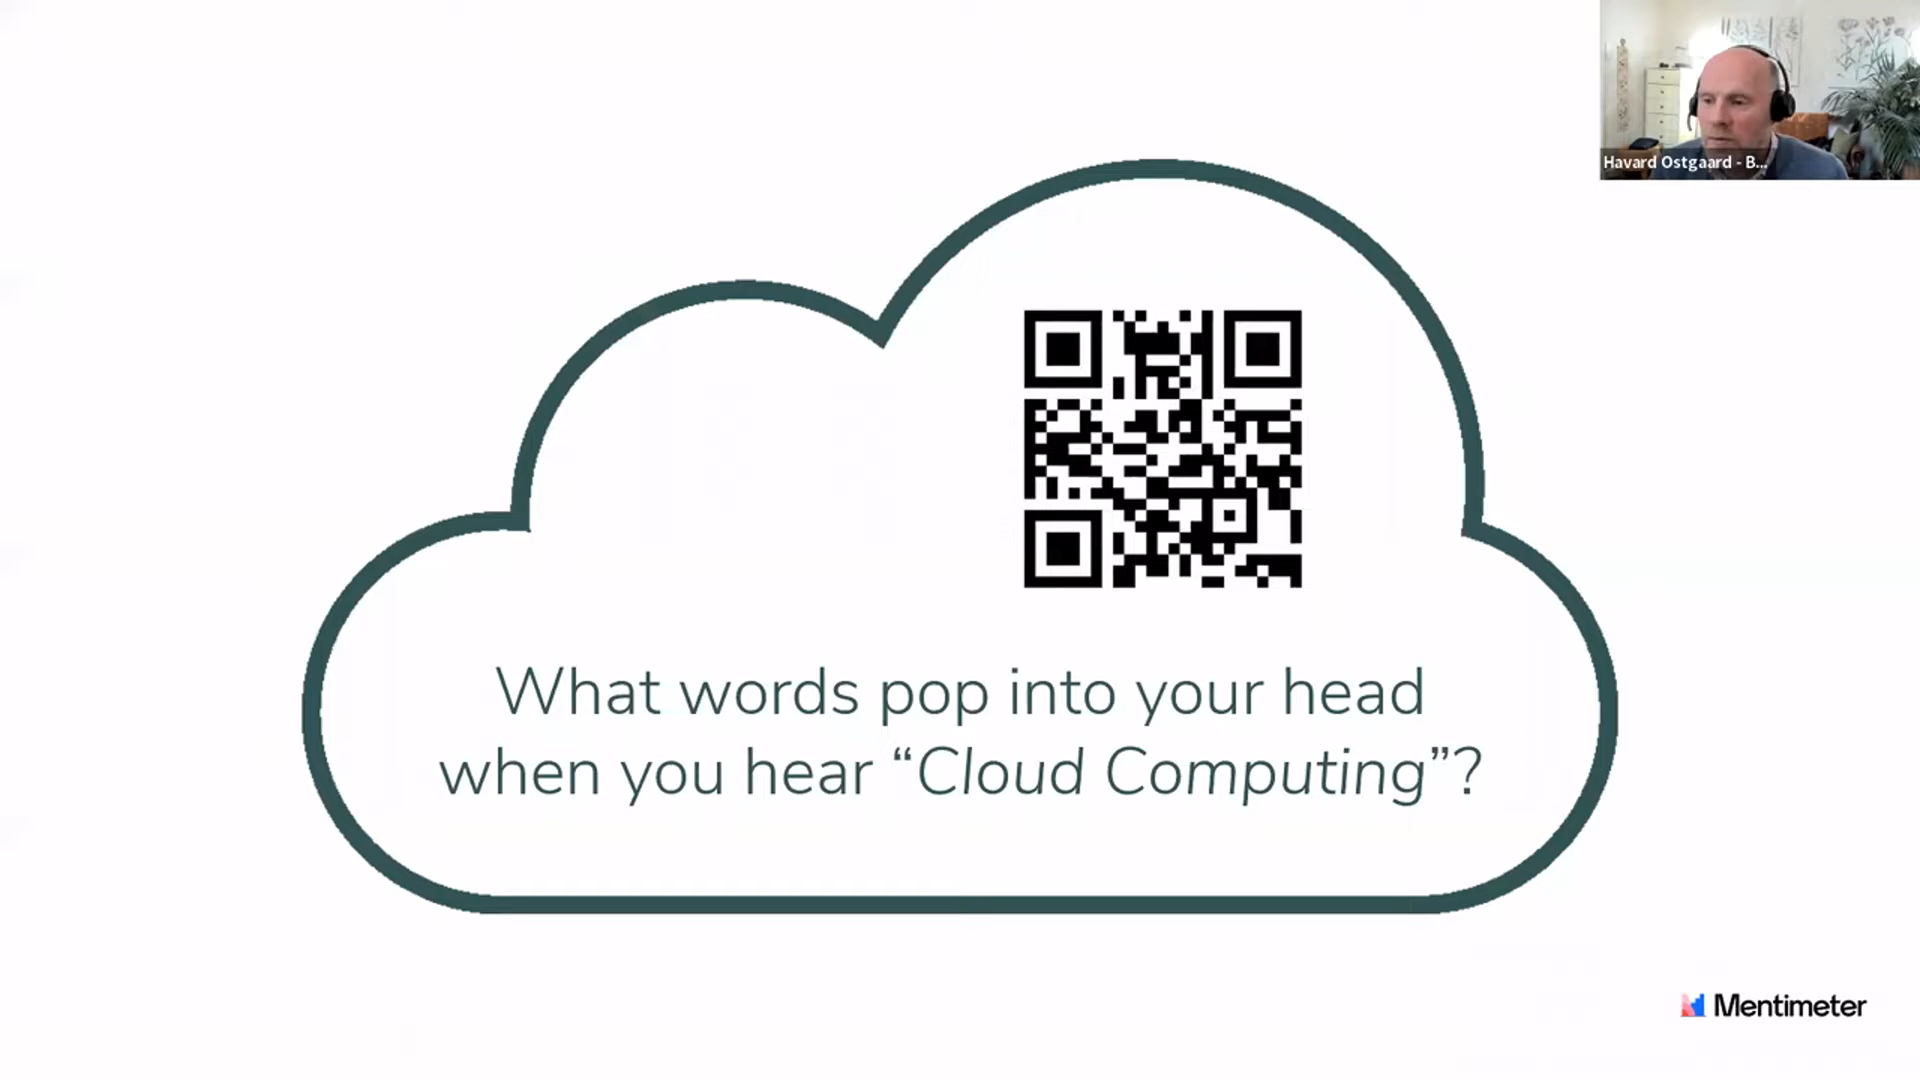 Havard Ostgaard - B...
What words pop into your head
when you hear “Cloud Computing”?
Mentimeter